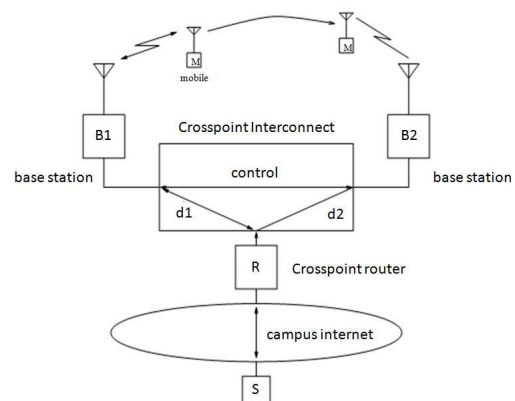 M
M
mobile
B1
B2
Crosspoint Interconnect
base station
control
base station
d1
d2
R
Crosspoint router
campus internet
S